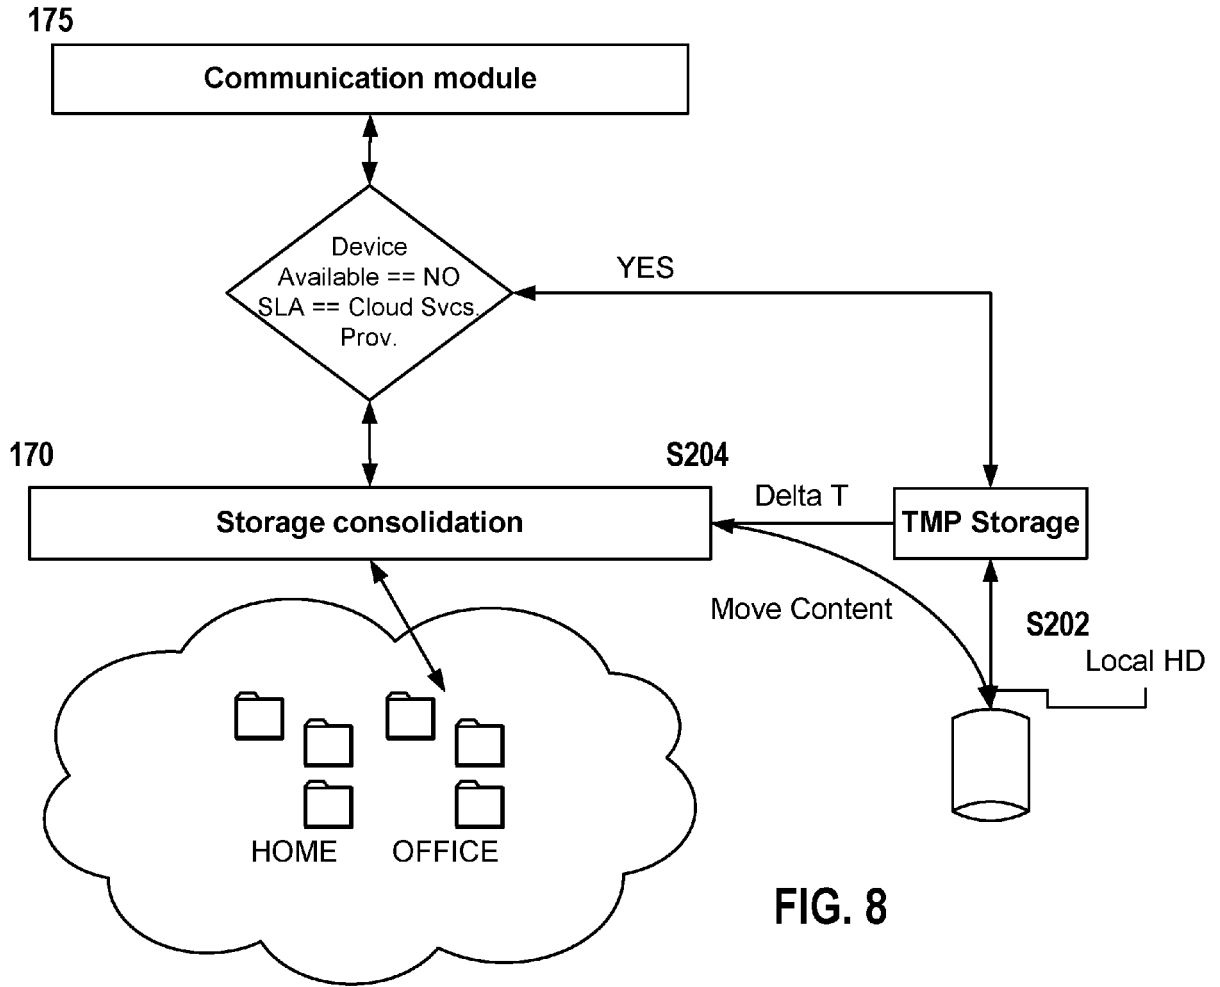 175
Communication module
Device
Available == NO
SLA == Cloud Svcs.
Prov.
YES
170
S204
Storage consolidation
Delta T
TMP Storage
Move Content
S202
Local HD
HOME
OFFICE
FIG. 8